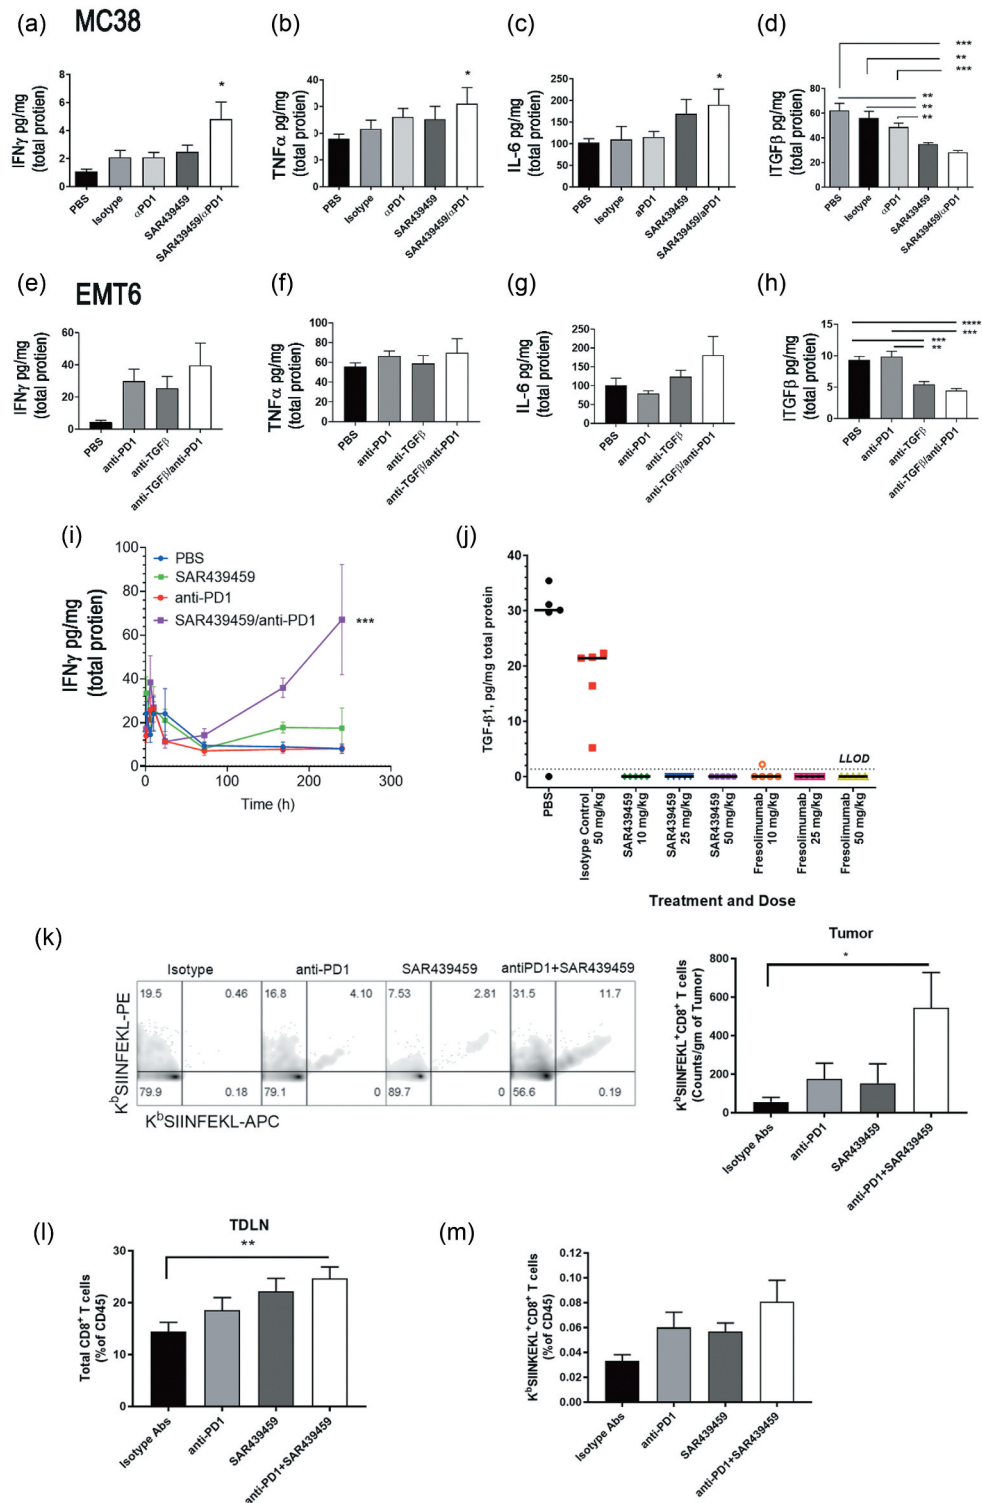 (a) MC38
IFNγ pg/mg
(total protien)
8
6
4
2
0
*
PBS
Isotype
αPD1
SAR439459
SAR439459/αPD1
(b)
TNFα pg/mg
(total protien)
40
0
0
*
PBS
Isotype
αPD1
SAR439459
SAR439459/αPD1
(c)
IL-6 pg/mg
(total protien)
250
200
150
100
50
0
*
PBS
Isotype
aPD1
SAR439459
SAR439459/aPD1
(d)
lTGFβ pg/mg
(total protien)
80
60
40
20
0
***
**
***
**
**
**
PBS
Isotype
αPD1
SAR439459
SAR439459/αPD1
(e) EMT6
IFNγ pg/mg
(total protien)
60
40
20
0
PBS
anti-PD1
anti-TGFβ
anti-TGFβ/anti-PD1
(f)
TNFα pg/mg
(total protien)
100
80
60
40
20
0
PBS
anti-PD1
anti-TGFβ
anti-TGFβ/anti-PD1
(g)
IL-6 pg/mg
(total protien)
250
200
150
100
50
0
PBS
anti-PD1
anti-TGFβ
anti-TGFβ/anti-PD1
(h)
lTGFβ pg/mg
(total protien)
15
10
5
0
****
***
***
**
PBS
anti-PD1
anti-TGFβ
anti-TGFβ/anti-PD1
(i)
IFNγ pg/mg
(total protien)
100
80
60
40
20
0
PBS
SAR439459
anti-PD1
SAR439459/anti-PD1
***
0 100 200 300
Time (h)
(j)
TGF-β1, pg/mg total protein
40
30
20
10
0
LLOD
PBS
Isotype Control
50 mg/kg
SAR439459
10 mg/kg
SAR439459
25 mg/kg
SAR439459
50 mg/kg
Fresolimumab
10 mg/kg
Fresolimumab
25 mg/kg
Fresolimumab
50 mg/kg
Treatment and Dose
(k)
Isotype anti-PD1 SAR439459 antiPD1+SAR439459
19.5 0.46 16.8 4.10 7.53 2.81 31.5 11.7
79.9 0.18 79.1 0 89.7 0 56.6 0.19
KᵇSIINFEKL-PE
KᵇSIINFEKL-APC
Tumor
KᵇSIINFEKL⁺CD8⁺ T cells
(Counts/gm of Tumor)
800
600
400
200
0
*
Isotype Abs
anti-PD1
SAR439459
anti-PD1+SAR439459
(l)
TDLN
Total CD8⁺ T cells
(% of CD45)
30
20
10
0
**
Isotype Abs
anti-PD1
SAR439459
anti-PD1+SAR439459
(m)
KᵇSIINKEKL⁺CD8⁺ T cells
(% of CD45)
0.12
0.10
0.08
0.06
0.04
0.02
0.00
Isotype Abs
anti-PD1
SAR439459
anti-PD1+SAR439459